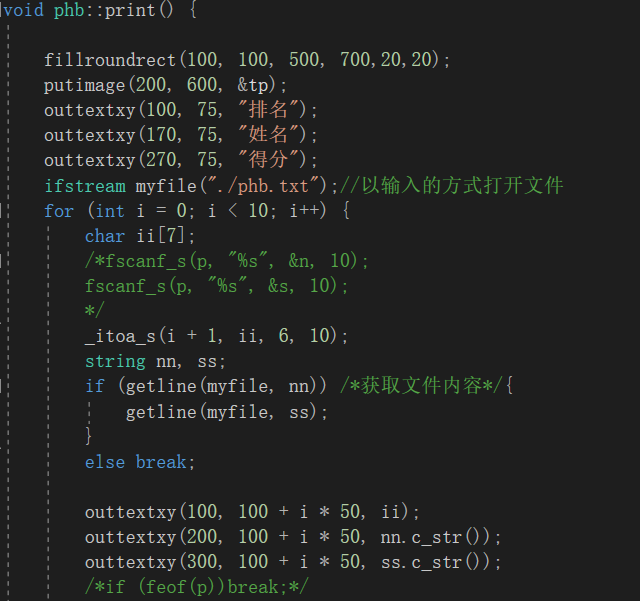 void phb::print() {
fillroundrect(100, 100, 500, 700,20,20);
putimage(200, 600, &tp);
outtextxy(100, 75, "排名");
outtextxy(170, 75, "姓名");
outtextxy(270, 75, "得分");
ifstream myfile("./phb.txt");//以输入的方式打开文件
for (int i = 0; i < 10; i++) {
char ii[7];
/*fscanf_s(p, "%s", &n, 10);
fscanf_s(p, "%s", &s, 10);
*/
_itoa_s(i + 1, ii, 6, 10);
string nn, ss;
if (getline(myfile, nn)) /*获取文件内容*/{
getline(myfile, ss);
}
else break;
outtextxy(100, 100 + i * 50, ii);
outtextxy(200, 100 + i * 50, nn.c_str());
outtextxy(300, 100 + i * 50, ss.c_str());
/*if (feof(p))break;*/